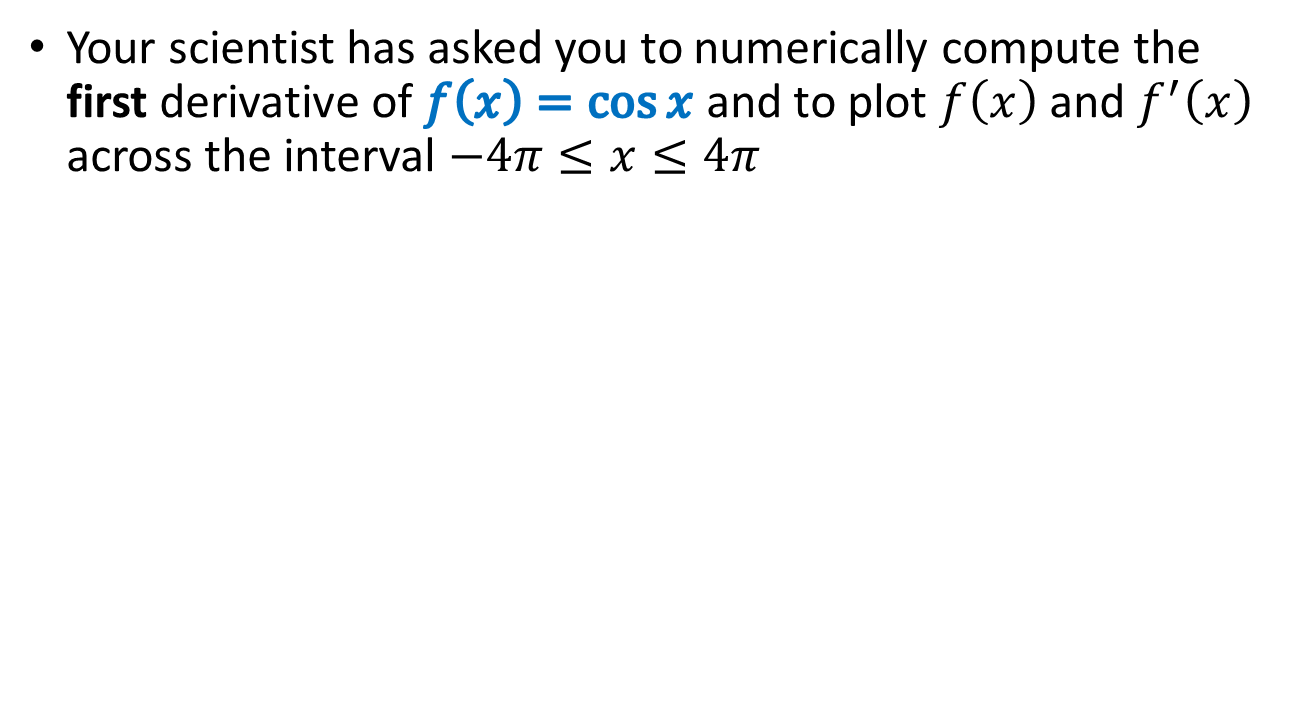 • Your scientist has asked you to numerically compute the
first derivative of f(x) = cos x and to plot f(x) and f′(x)
across the interval −4π ≤ x ≤ 4π